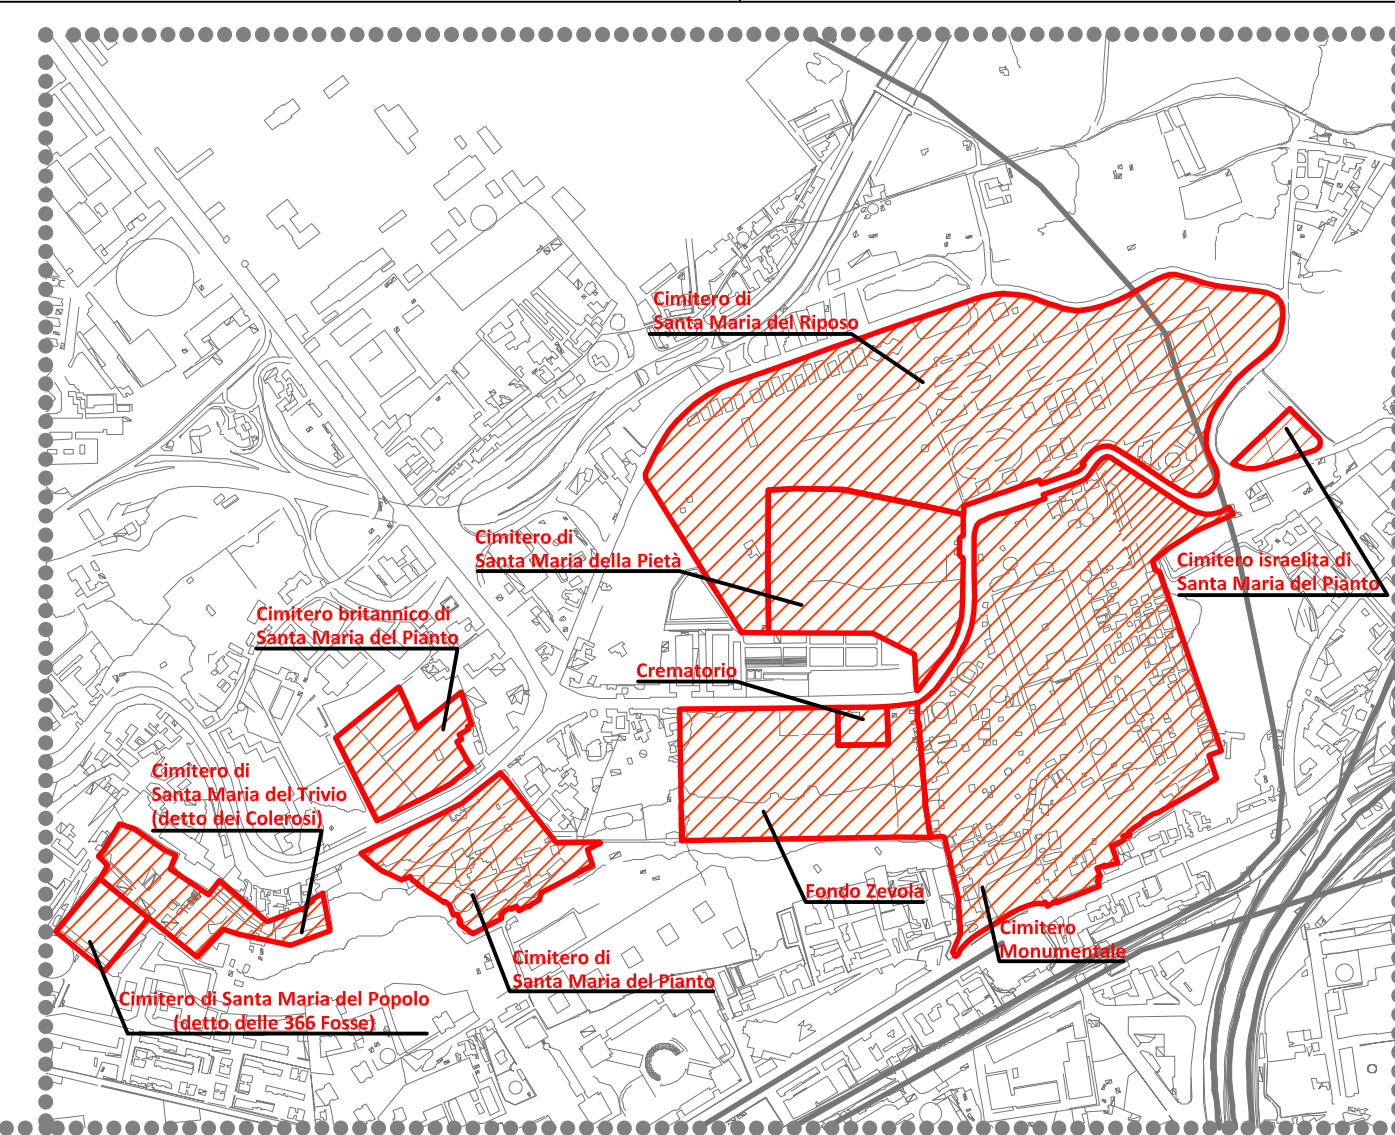 Cimitero di
Santa Maria del Riposo
Cimitero di
Santa Maria della Pietà
Cimitero israelita di
Santa Maria del Pianto
Cimitero britannico di
Santa Maria del Pianto
Crematorio
Cimitero di
Santa Maria del Trivio
(detto dei Colerosi)
Fondo Zevola
Cimitero
Monumentale
Cimitero di
Santa Maria del Pianto
Cimitero di Santa Maria del Popolo
(detto delle 366 Fosse)